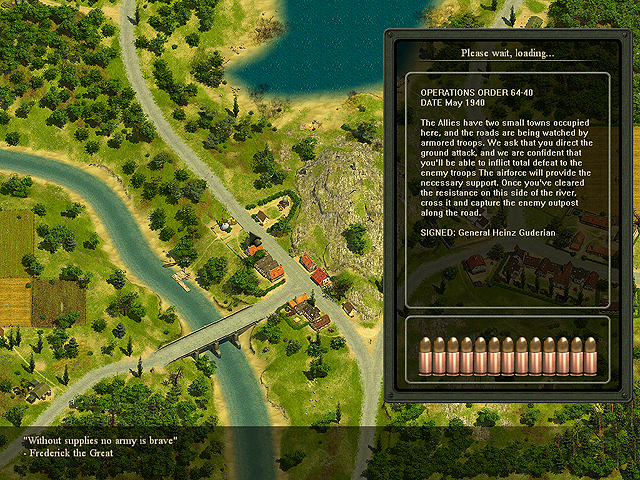 Please wait, loading...
OPERATIONS ORDER 64-40
DATE May 1940
The Allies have two small towns occupied
here, and the roads are being watched by
armored troops. We ask that you direct the
ground attack, and we are confident that
you'll be able to inflict total defeat to the
enemy troops The airforce will provide the
necessary support. Once you've cleared
the resistance on this side of the river,
cross it and capture the enemy outpost
along the road.
SIGNED: General Heinz Guderian
"Without supplies no army is brave"
- Frederick the Great